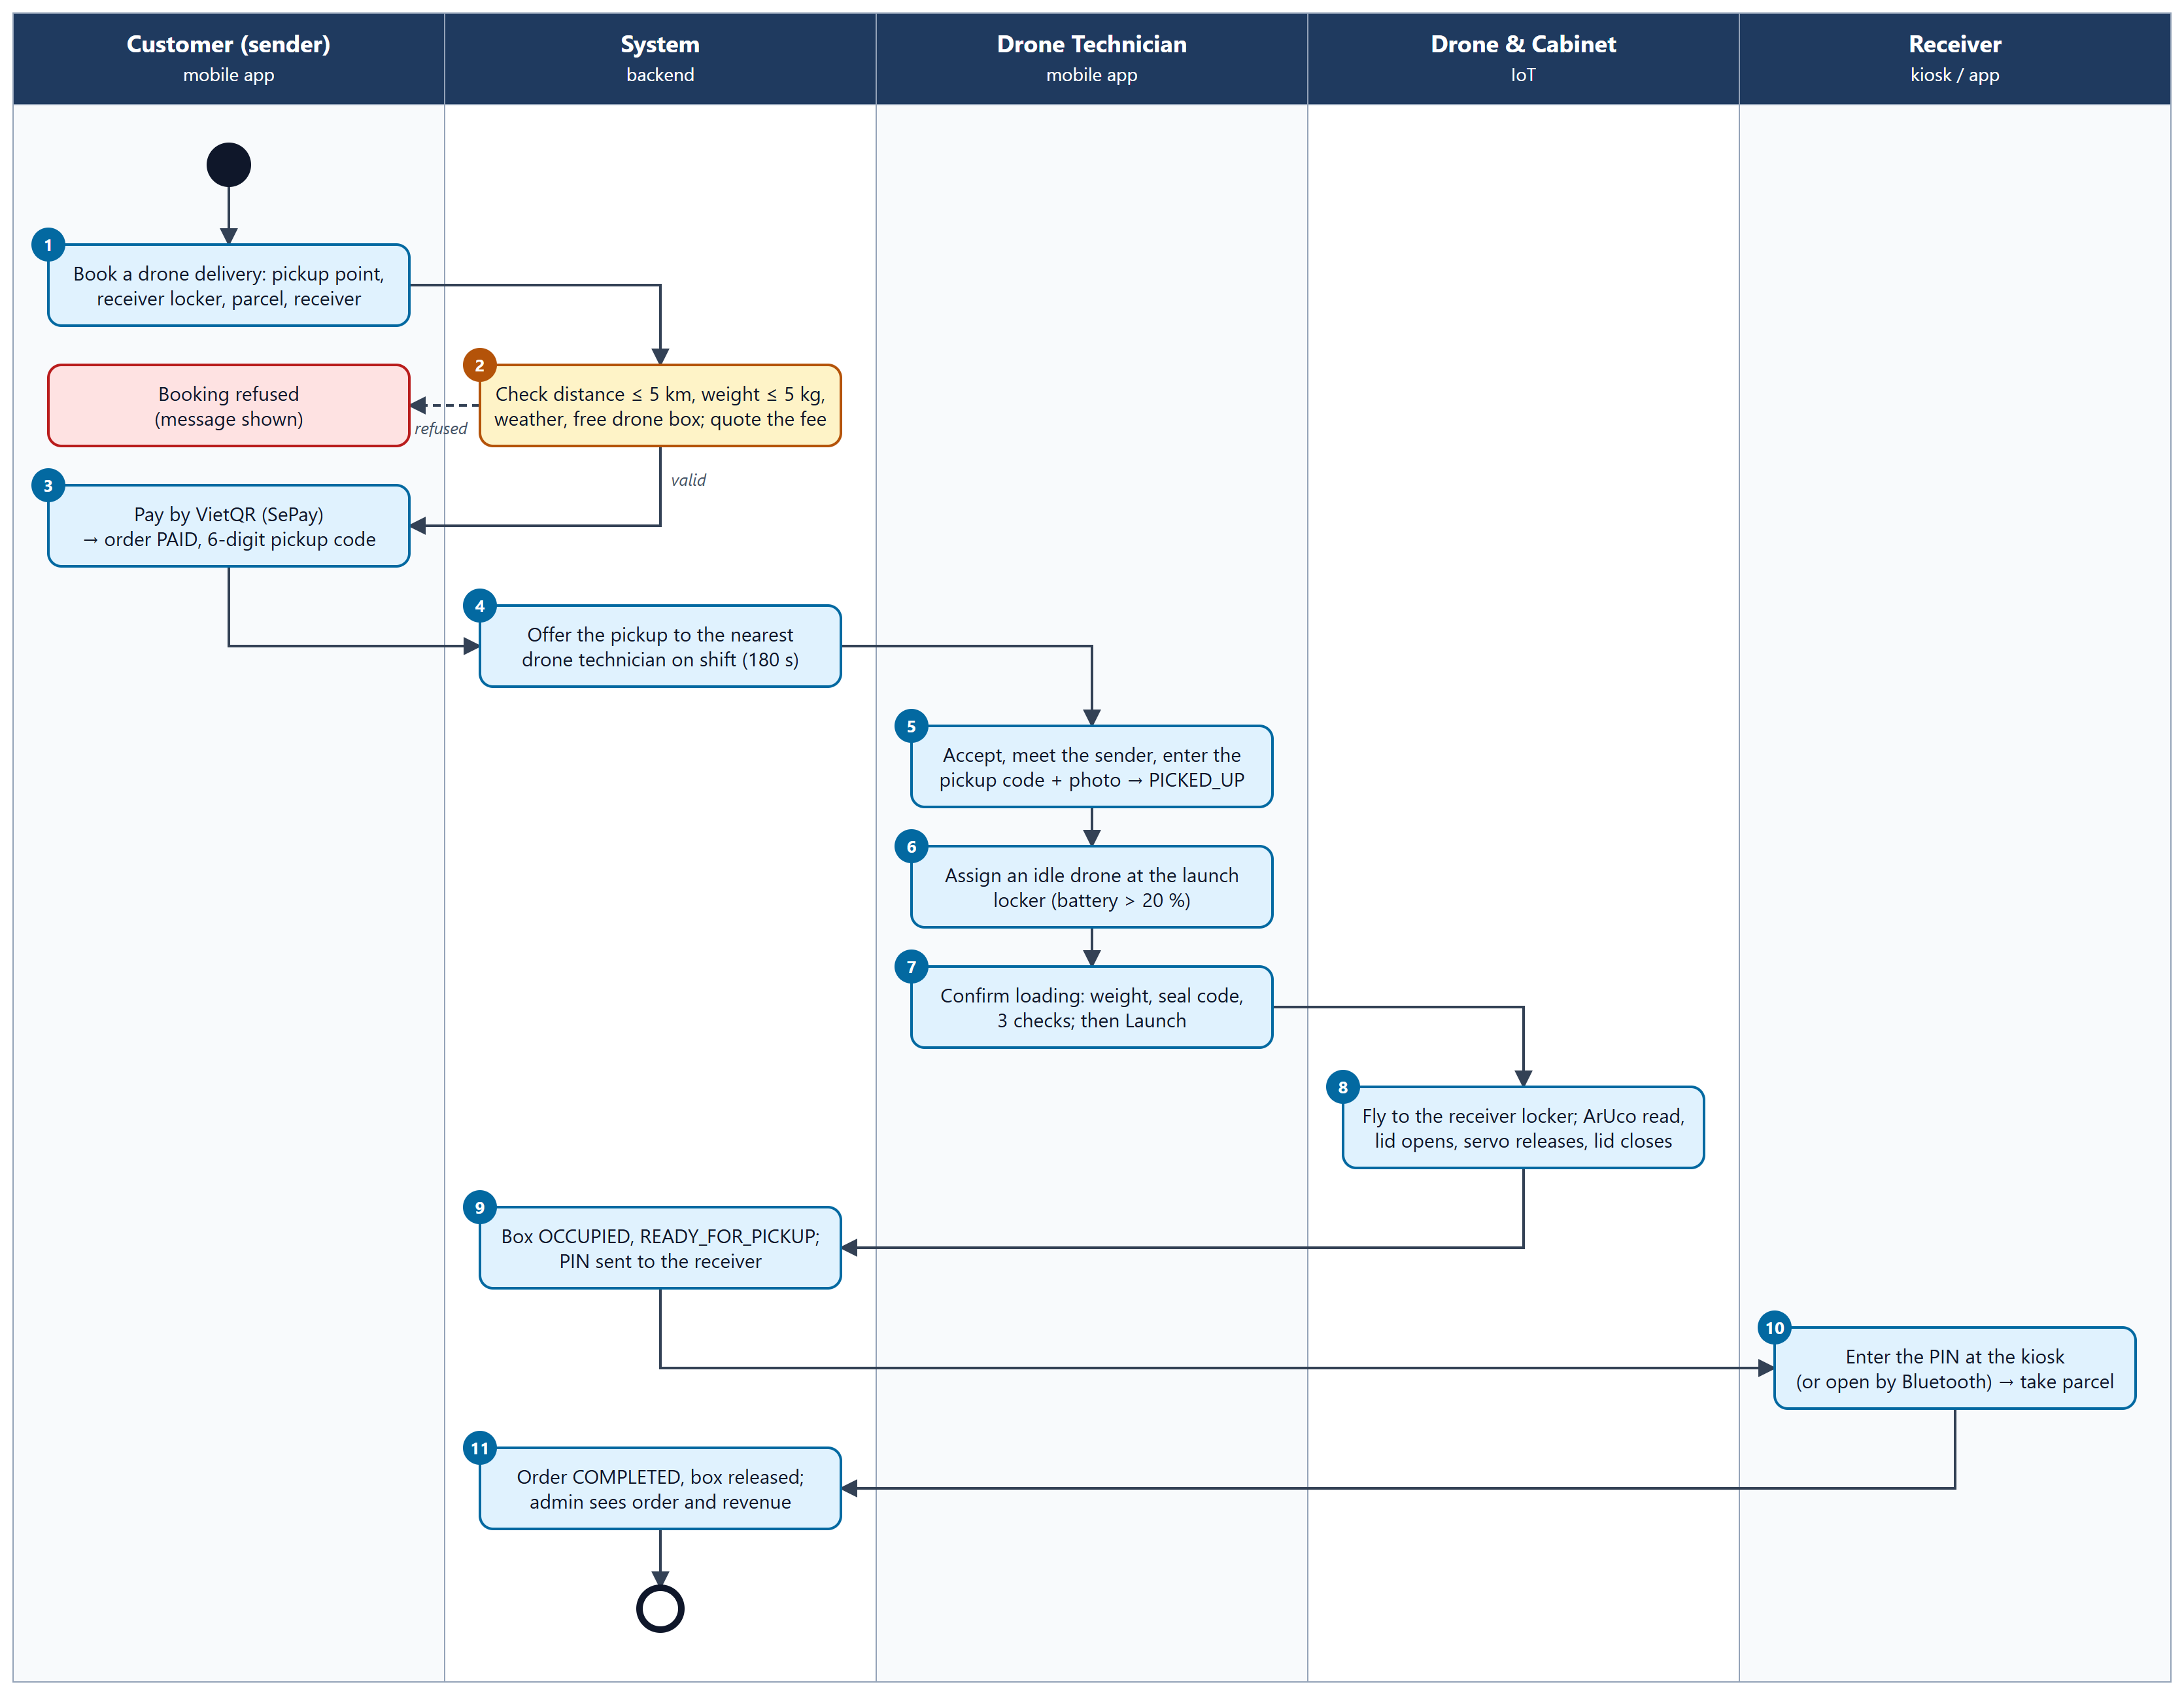 Customer (sender)
mobile app
System
backend
Drone Technician
mobile app
Drone & Cabinet
IoT
Receiver
kiosk / app
1
Book a drone delivery: pickup point,
receiver locker, parcel, receiver
Booking refused
(message shown)
refused
2
Check distance ≤ 5 km, weight ≤ 5 kg,
weather, free drone box; quote the fee
valid
3
Pay by VietQR (SePay)
→ order PAID, 6-digit pickup code
4
Offer the pickup to the nearest
drone technician on shift (180 s)
5
Accept, meet the sender, enter the
pickup code + photo → PICKED_UP
6
Assign an idle drone at the launch
locker (battery > 20 %)
7
Confirm loading: weight, seal code,
3 checks; then Launch
8
Fly to the receiver locker; ArUco read,
lid opens, servo releases, lid closes
9
Box OCCUPIED, READY_FOR_PICKUP;
PIN sent to the receiver
10
Enter the PIN at the kiosk
(or open by Bluetooth) → take parcel
11
Order COMPLETED, box released;
admin sees order and revenue